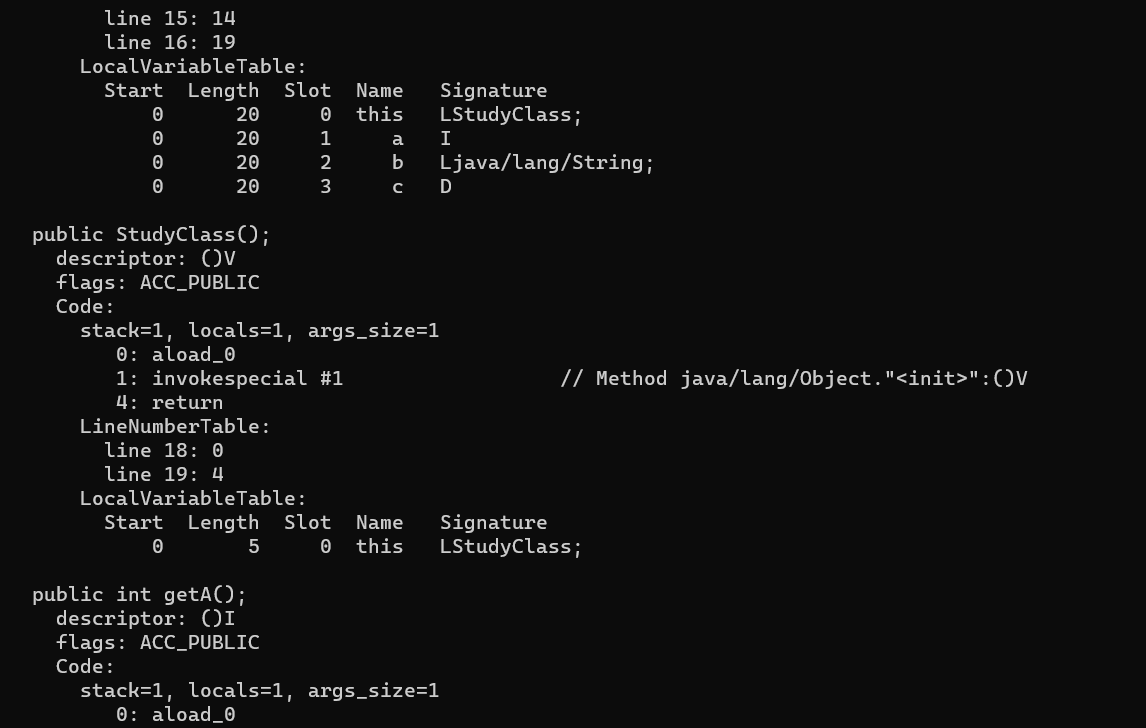 line 15: 14
line 16: 19
LocalVariableTable:
Start  Length  Slot  Name   Signature
0      20     0  this   LStudyClass;
0      20     1     a   I
0      20     2     b   Ljava/lang/String;
0      20     3     c   D
public StudyClass();
descriptor: ()V
flags: ACC_PUBLIC
Code:
stack=1, locals=1, args_size=1
0: aload_0
1: invokespecial #1                  // Method java/lang/Object."<init>":()V
4: return
LineNumberTable:
line 18: 0
line 19: 4
LocalVariableTable:
Start  Length  Slot  Name   Signature
0       5     0  this   LStudyClass;
public int getA();
descriptor: ()I
flags: ACC_PUBLIC
Code:
stack=1, locals=1, args_size=1
0: aload_0